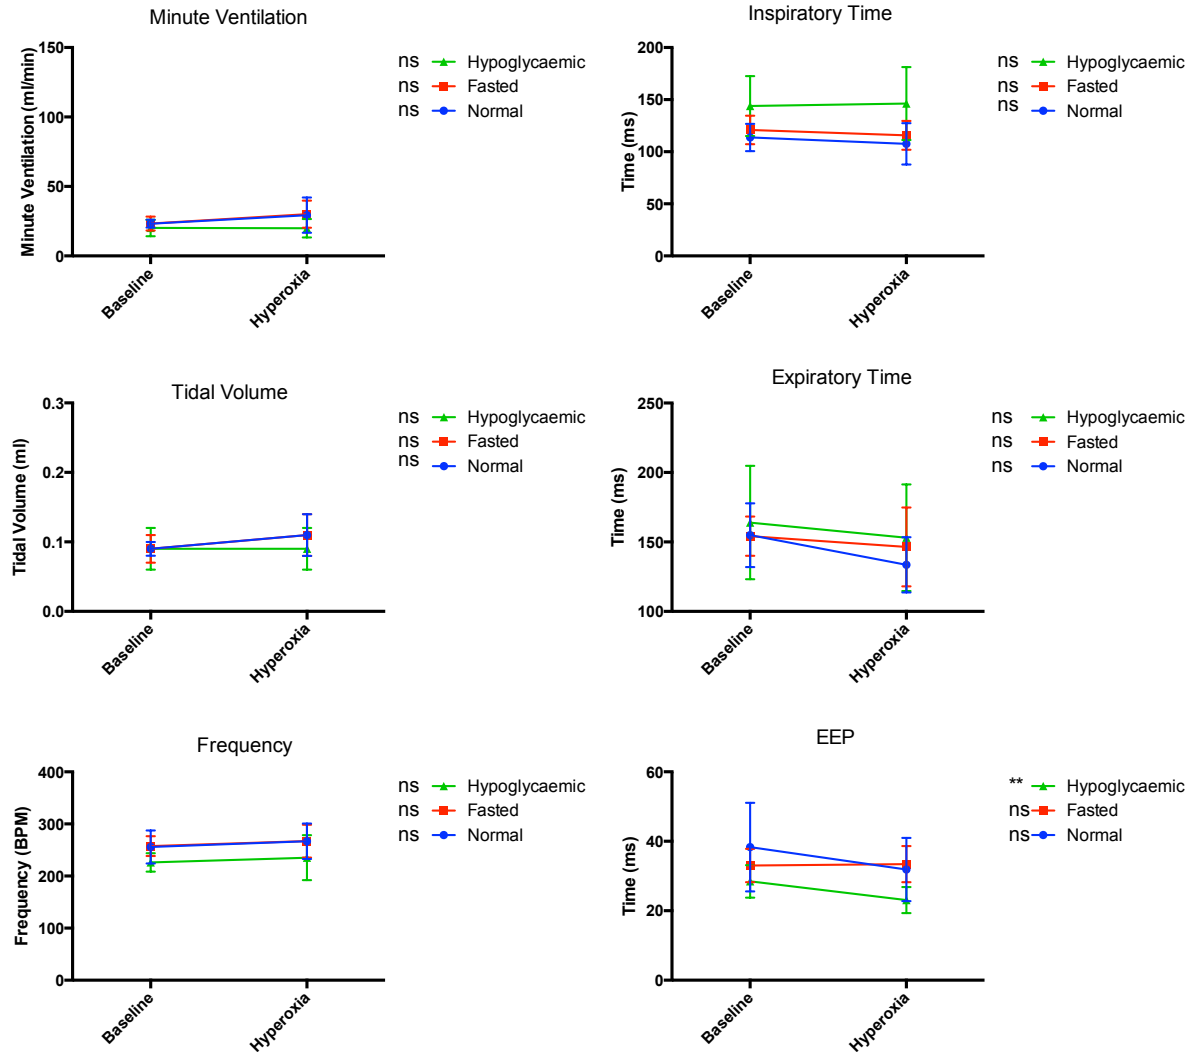 Minute Ventilation
Minute Ventilation (ml/min)
150
100
50
0
Baseline
Hyperoxia
ns Hypoglycaemic
ns Fasted
ns Normal
Inspiratory Time
Time (ms)
200
150
100
50
0
Baseline
Hyperoxia
ns Hypoglycaemic
ns Fasted
ns Normal
Tidal Volume
Tidal Volume (ml)
0.3
0.2
0.1
0.0
Baseline
Hyperoxia
ns Hypoglycaemic
ns Fasted
ns Normal
Expiratory Time
Time (ms)
250
200
150
100
Baseline
Hyperoxia
ns Hypoglycaemic
ns Fasted
ns Normal
Frequency
Frequency (BPM)
400
300
200
100
0
Baseline
Hyperoxia
ns Hypoglycaemic
ns Fasted
ns Normal
EEP
Time (ms)
60
40
20
0
Baseline
Hyperoxia
** Hypoglycaemic
ns Fasted
ns Normal